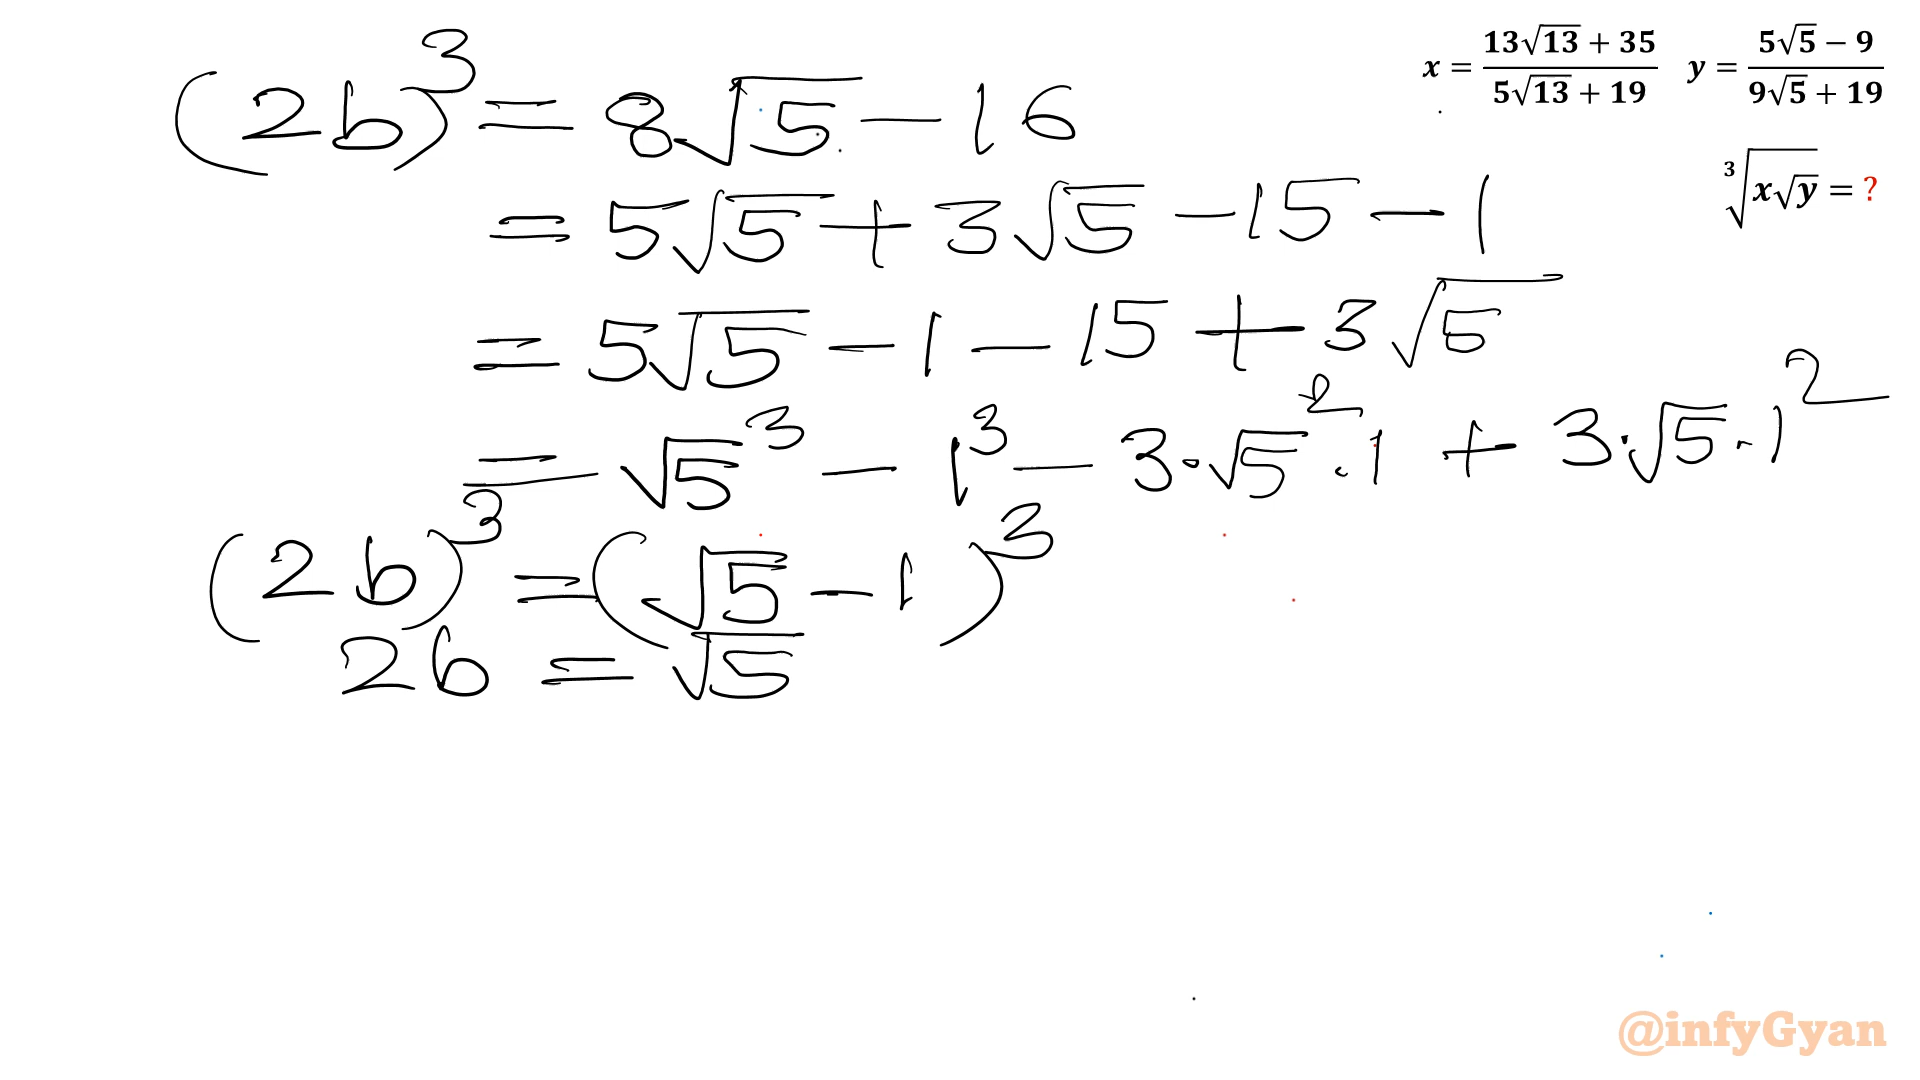 (2b)³ = 8√5 − 16
= 5√5 + 3√5 − 15 − 1
= 5√5 − 1 − 15 + 3√5
= √5³ − 1³ − 3·√5²·1 + 3·√5·1²
(2b)³ = (√5 − 1)³
2b = √5
x = (13√13 + 35)/(5√13 + 19) y = (5√5 − 9)/(9√5 + 19)
∛(x√y) = ?
@infyGyan